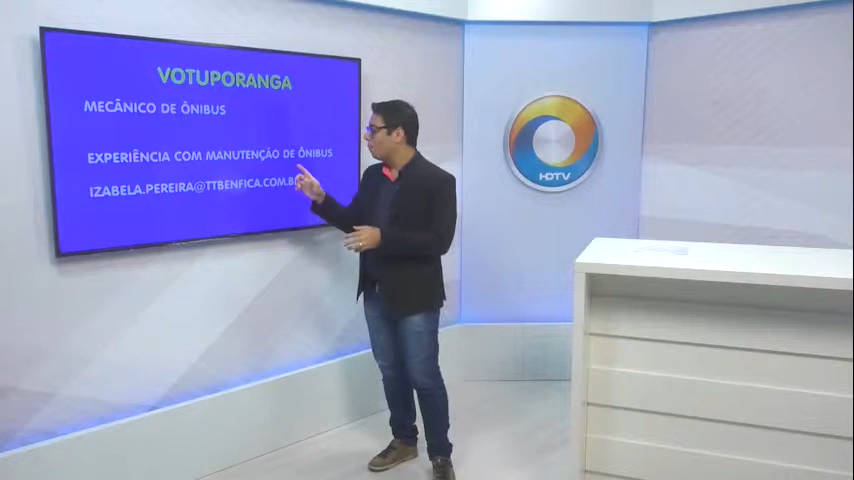 VOTUPORANGA
MECÂNICO DE ÔNIBUS
EXPERIÊNCIA COM MANUTENÇÃO DE ÔNIBUS
IZABELA.PEREIRA@TTBENFICA.COM.B
HDTV